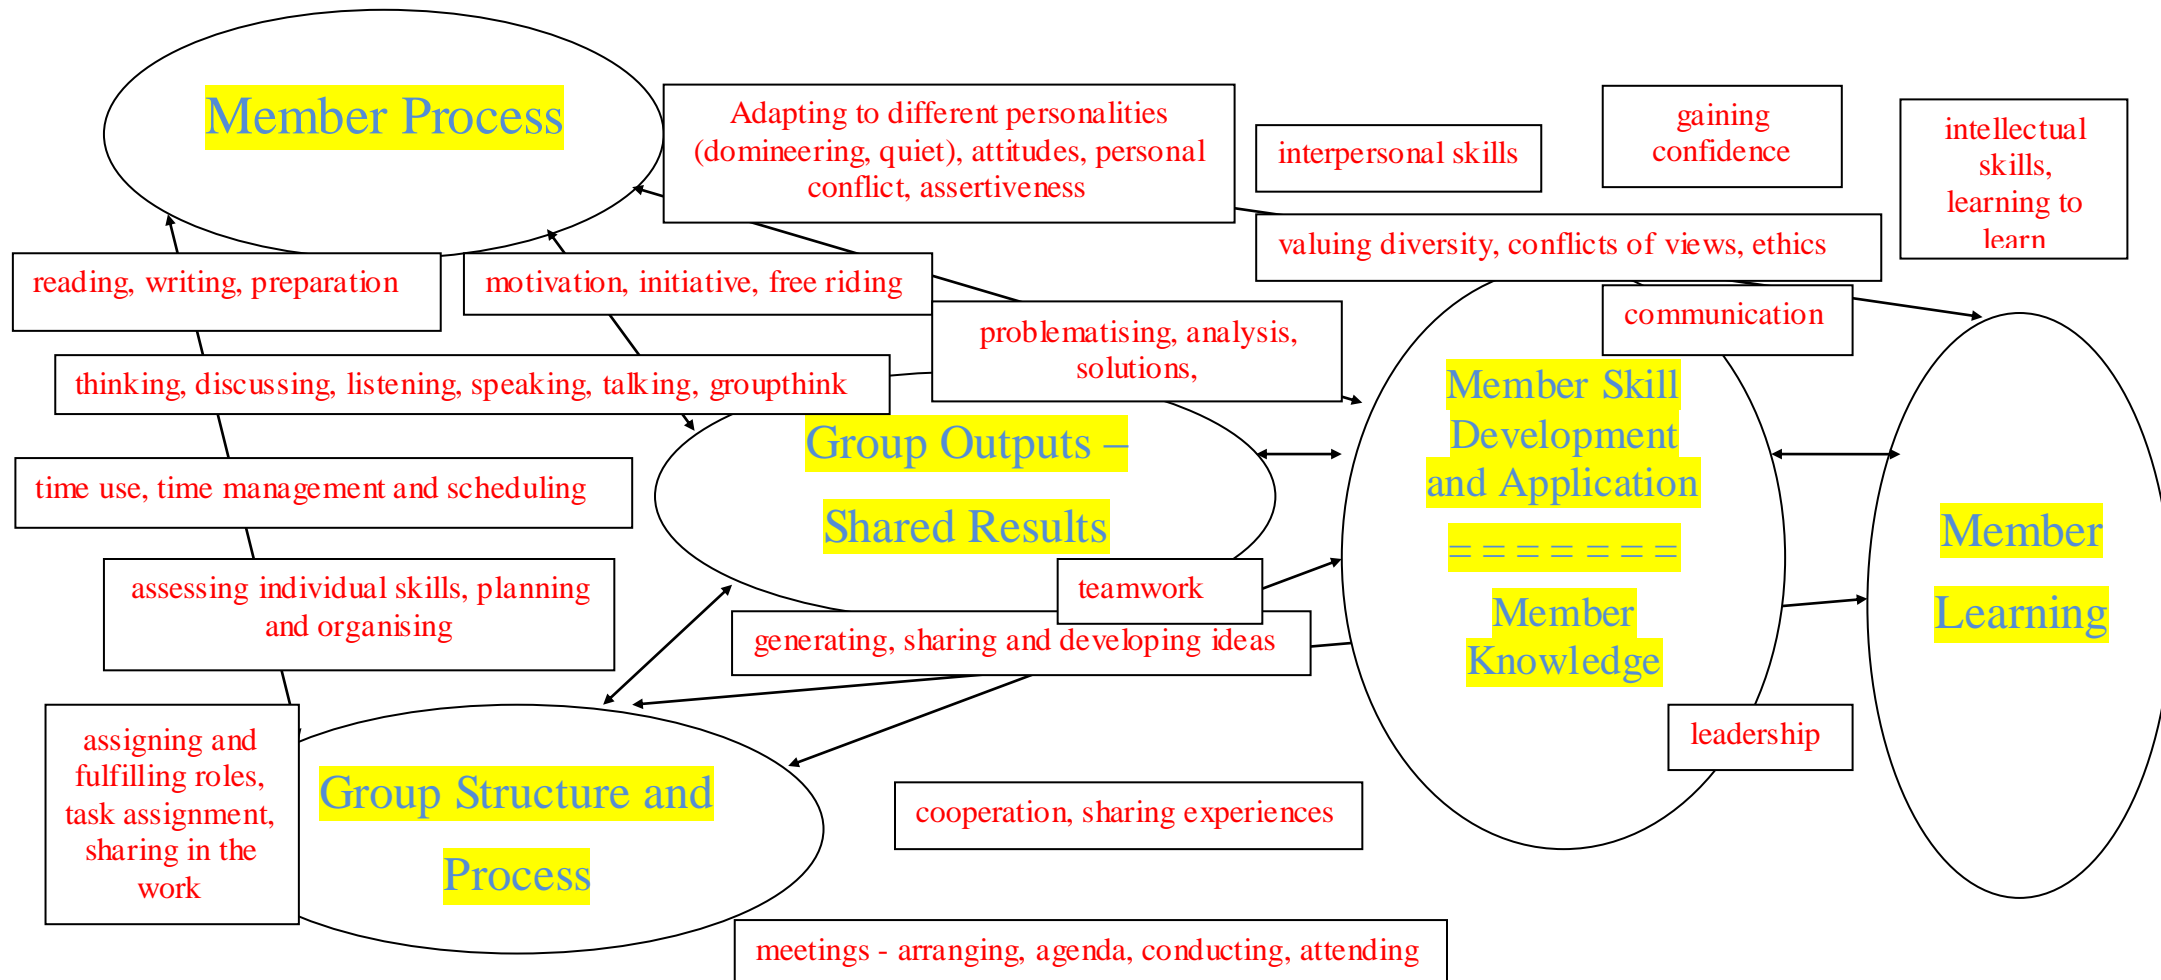 Member Process
Adapting to different personalities
(domineering, quiet), attitudes, personal
conflict, assertiveness
interpersonal skills
gaining
confidence
intellectual
skills,
learning to
learn
valuing diversity, conflicts of views, ethics
reading, writing, preparation
motivation, initiative, free riding
problematising, analysis,
solutions,
communication
thinking, discussing, listening, speaking, talking, groupthink
Member Skill
Development
and Application
= = = = = = =
Member
Knowledge
Group Outputs –
Shared Results
Member
Learning
time use, time management and scheduling
assessing individual skills, planning
and organising
teamwork
generating, sharing and developing ideas
assigning and
fulfilling roles,
task assignment,
sharing in the
work
Group Structure and
Process
leadership
cooperation, sharing experiences
meetings - arranging, agenda, conducting, attending